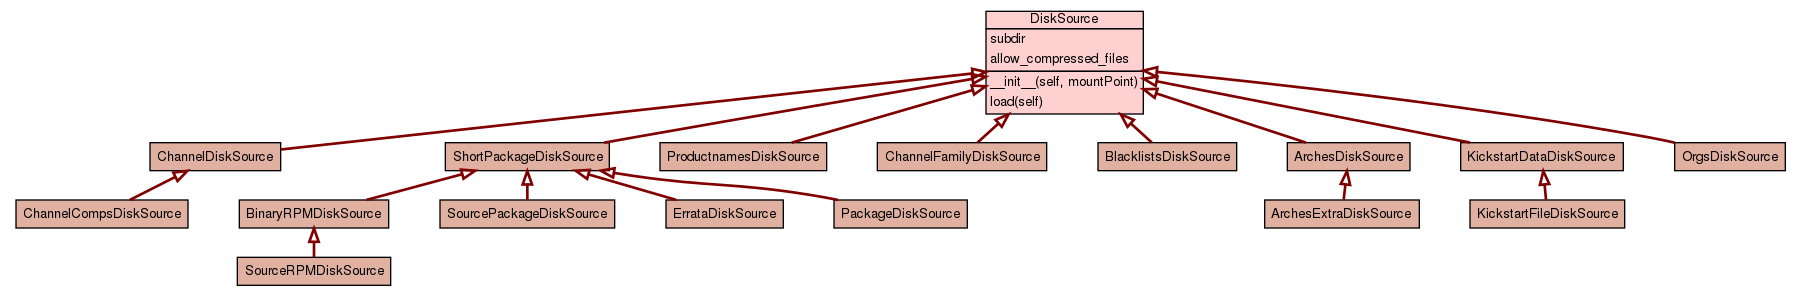 DiskSource
subdir
allow_compressed_files
__init__(self, mountPoint)
load(self)
ChannelDiskSource
ShortPackageDiskSource
ProductnamesDiskSource
ChannelFamilyDiskSource
BlacklistsDiskSource
ArchesDiskSource
KickstartDataDiskSource
OrgsDiskSource
ChannelCompsDiskSource
BinaryRPMDiskSource
SourcePackageDiskSource
ErrataDiskSource
PackageDiskSource
ArchesExtraDiskSource
KickstartFileDiskSource
SourceRPMDiskSource